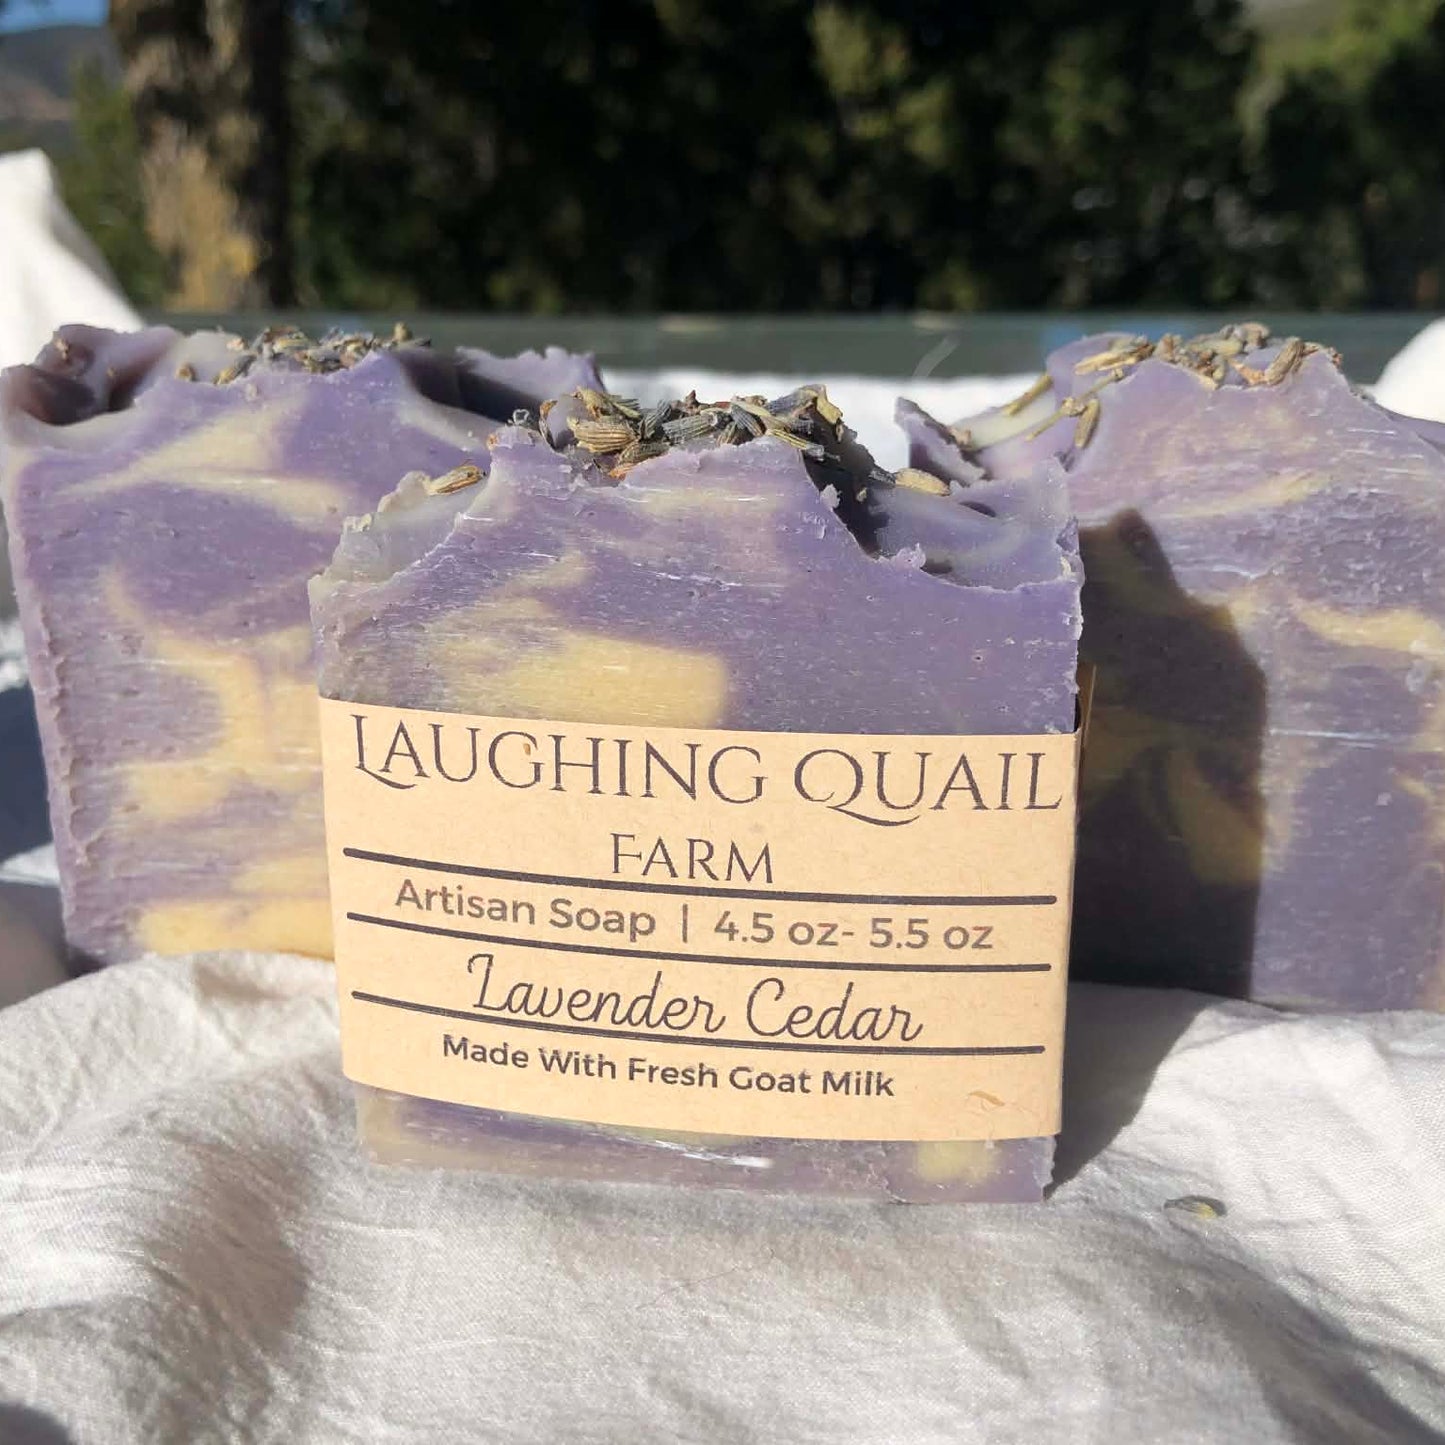 LAUGHING QUAIL
FARM
Artisan Soap | 4.5 oz- 5.5 oz
Lavender Cedar
Made With Fresh Goat Milk